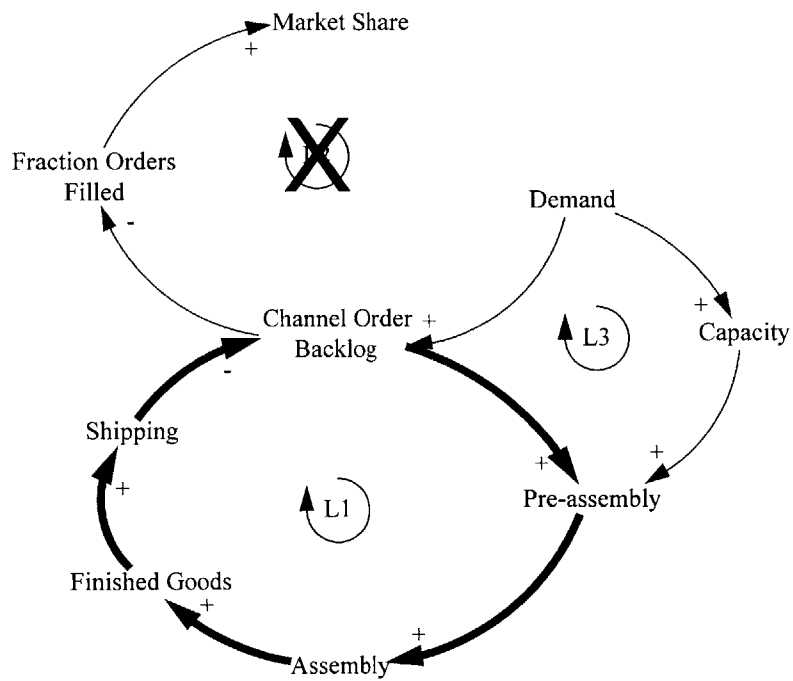 Market Share
+
Fraction Orders
Filled
-
Demand
Channel Order
Backlog
+
+
Capacity
L3
-
Shipping
+
+
+
Pre-assembly
L1
Finished Goods
+
+
Assembly